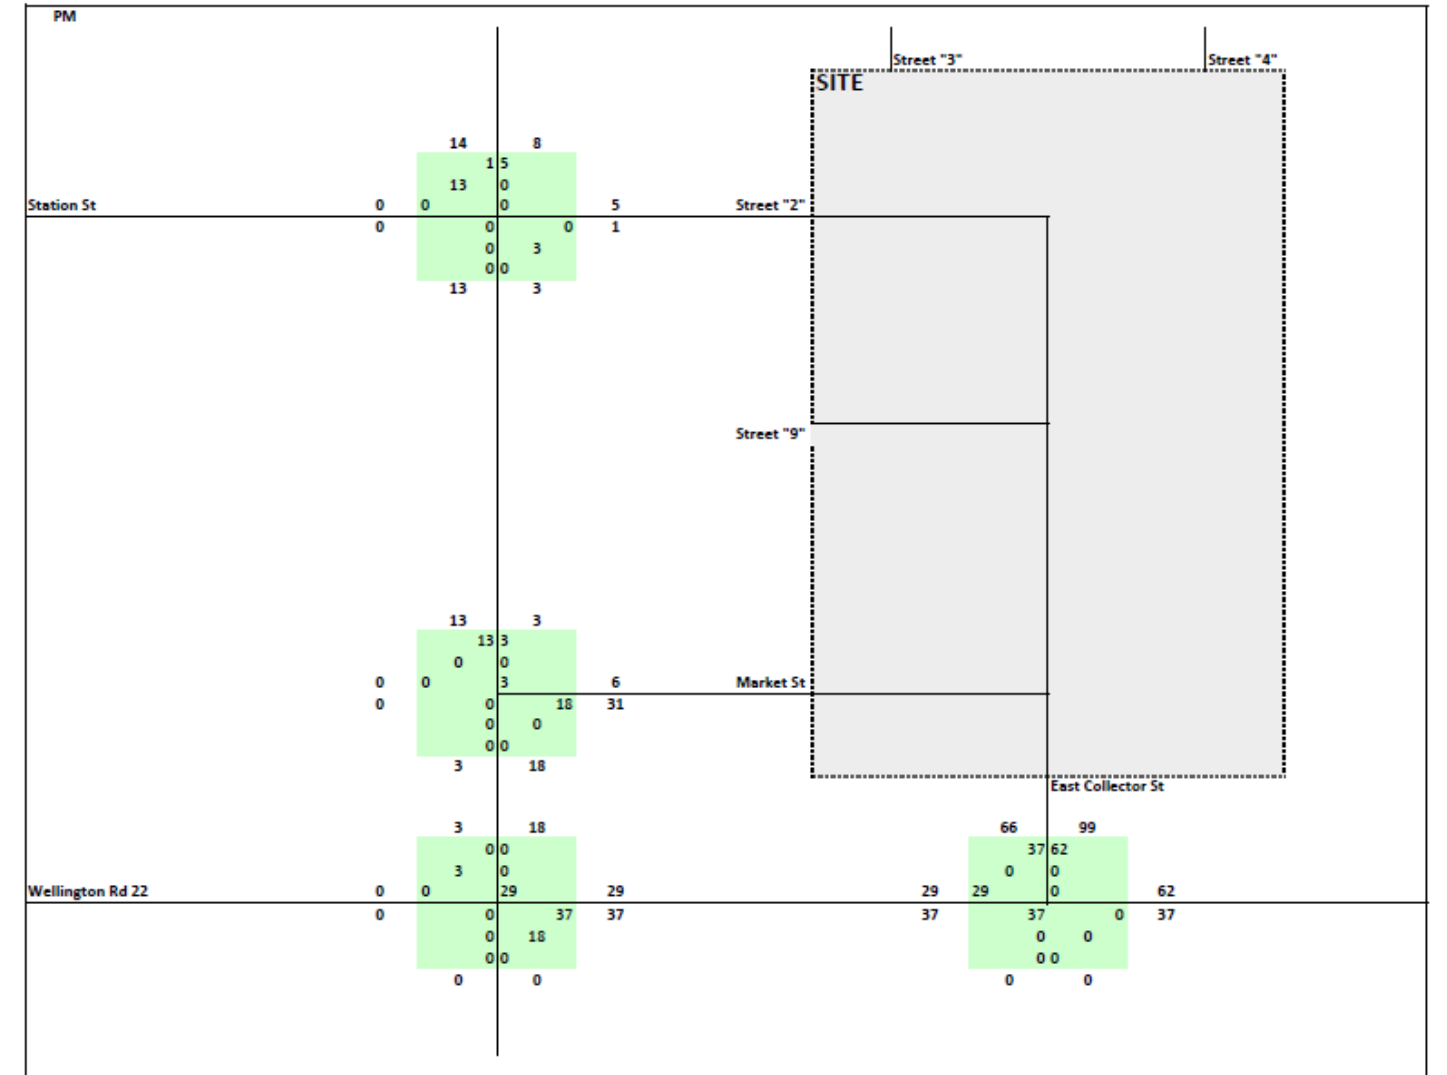 PM
Street "3" Street "4"
SITE
14 8
1 5
13 0
Station St 0 0 0 5 Street "2"
0 0 0 1
0 3
0 0
13 3
Street "9"
13 3
13 3
0 0
0 0 3 6 Market St
0 0 18 31
0 0
0 0
3 18
East Collector St
3 18 66 99
0 0 37 62
3 0 0 0
Wellington Rd 22 0 0 29 29 29 29 0 62
0 0 37 37 37 37 0 37
0 18 0 0
0 0 0 0
0 0 0 0